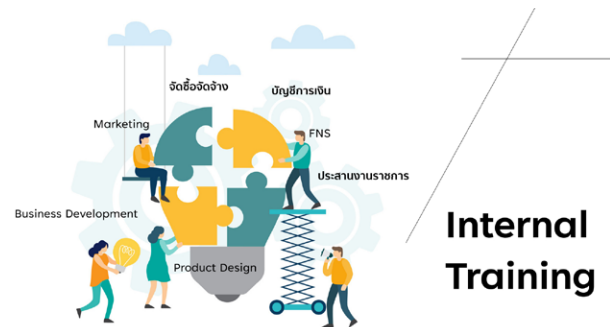 จัดซื้อจัดจ้าง
บัญชีการเงิน
Marketing
FNS
ประสานงานราชการ
Business Development
Product Design
Internal
Training